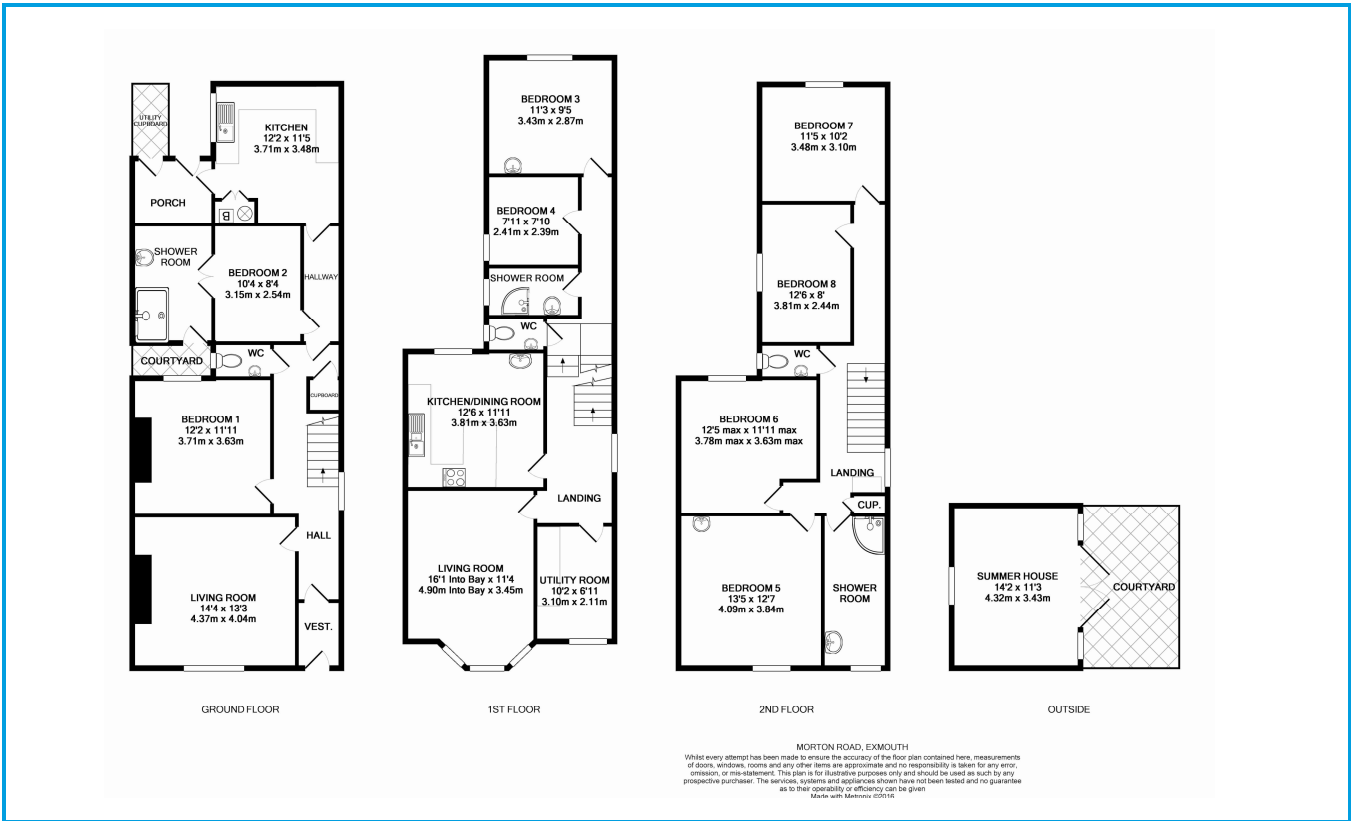 UTILITY
CUPBOARD
KITCHEN
12'2 x 11'5
3.71m x 3.48m
PORCH
B
SHOWER
ROOM
BEDROOM 2
10'4 x 8'4
3.15m x 2.54m
HALLWAY
COURTYARD
WC
CUPBOARD
BEDROOM 1
12'2 x 11'11
3.71m x 3.63m
HALL
LIVING ROOM
14'4 x 13'3
4.37m x 4.04m
VEST.
GROUND FLOOR
BEDROOM 3
11'3 x 9'5
3.43m x 2.87m
BEDROOM 4
7'11 x 7'10
2.41m x 2.39m
SHOWER ROOM
WC
KITCHEN/DINING ROOM
12'6 x 11'11
3.81m x 3.63m
LANDING
LIVING ROOM
16'1 Into Bay x 11'4
4.90m Into Bay x 3.45m
UTILITY ROOM
10'2 x 6'11
3.10m x 2.11m
1ST FLOOR
BEDROOM 7
11'5 x 10'2
3.48m x 3.10m
BEDROOM 8
12'6 x 8'
3.81m x 2.44m
WC
BEDROOM 6
12'5 max x 11'11 max
3.78m max x 3.63m max
LANDING
CUP.
BEDROOM 5
13'5 x 12'7
4.09m x 3.84m
SHOWER
ROOM
2ND FLOOR
SUMMER HOUSE
14'2 x 11'3
4.32m x 3.43m
COURTYARD
OUTSIDE
MORTON ROAD, EXMOUTH
Whilst every attempt has been made to ensure the accuracy of the floor plan contained here, measurements
of doors, windows, rooms and any other items are approximate and no responsibility is taken for any error,
omission, or mis-statement. This plan is for illustrative purposes only and should be used as such by any
prospective purchaser. The services, systems and appliances shown have not been tested and no guarantee
as to their operability or efficiency can be given
Made with Metropix ©2016